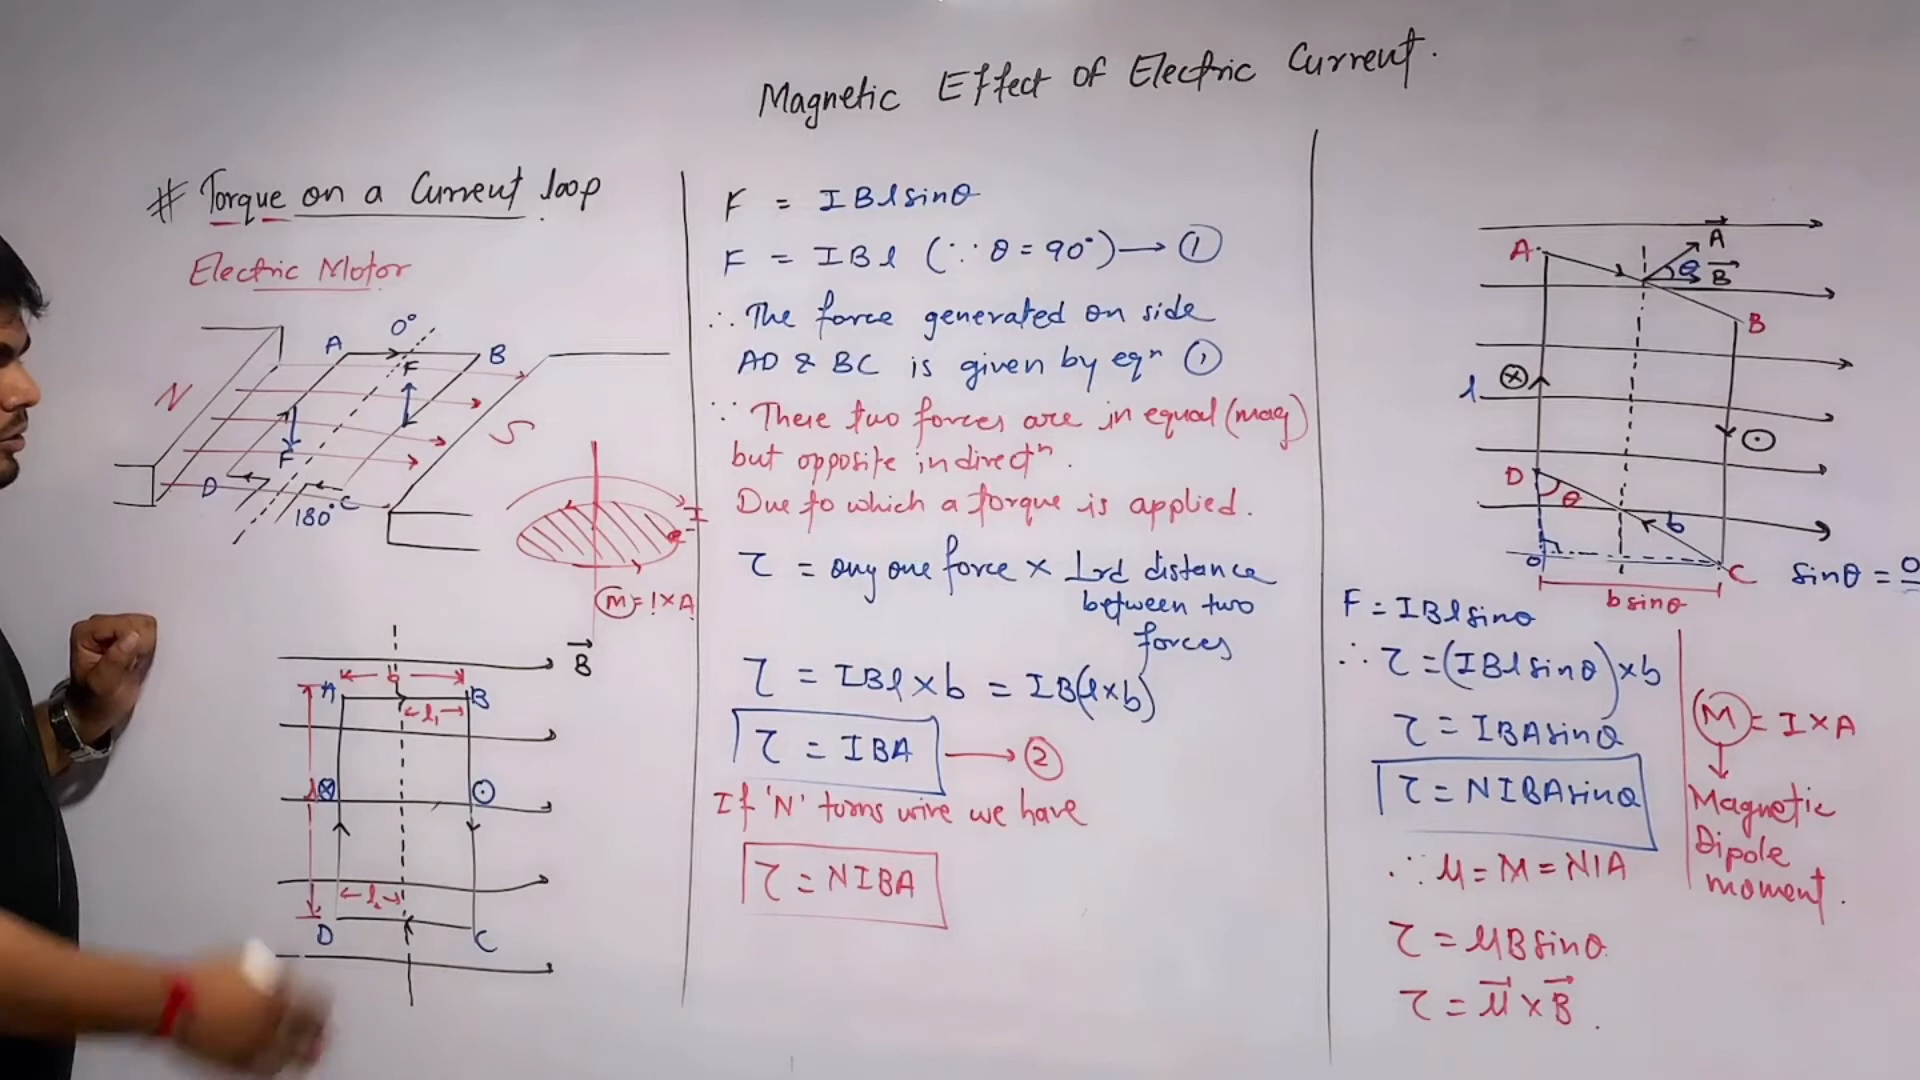 Magnetic Effect of Electric Current.
# Torque on a Current loop
Electric Motor
0°
A B
F
N
S
F
D
180° C
I
e⁻
M = I×A
B⃗
A b B
l₁
l ⊗ ⊙
l₂
D C
F = IBl sinθ
F = IBl (∵ θ = 90°) → ①
∴ The force generated on side
AD & BC is given by eqⁿ ①
∵ There two forces are in equal (mag)
but opposite in directⁿ.
Due to which a torque is applied.
τ = any one force × ⊥rd distance
between two
forces
τ = IBl × b = IB(l×b)
τ = IBA → ②
If 'N' turns wire we have
τ = NIBA
A⃗
A θ B⃗
B
l ⊗
⊙
D θ
b
O C
b sinθ
sinθ = O
F = IBl sinθ
∴ τ = (IBl sinθ) × b
τ = IBA sinθ
τ = NIBA sinθ
∴ μ = M = NIA
τ = μB sinθ
τ = μ⃗ × B⃗.
M = I × A
Magnetic
Dipole
moment.